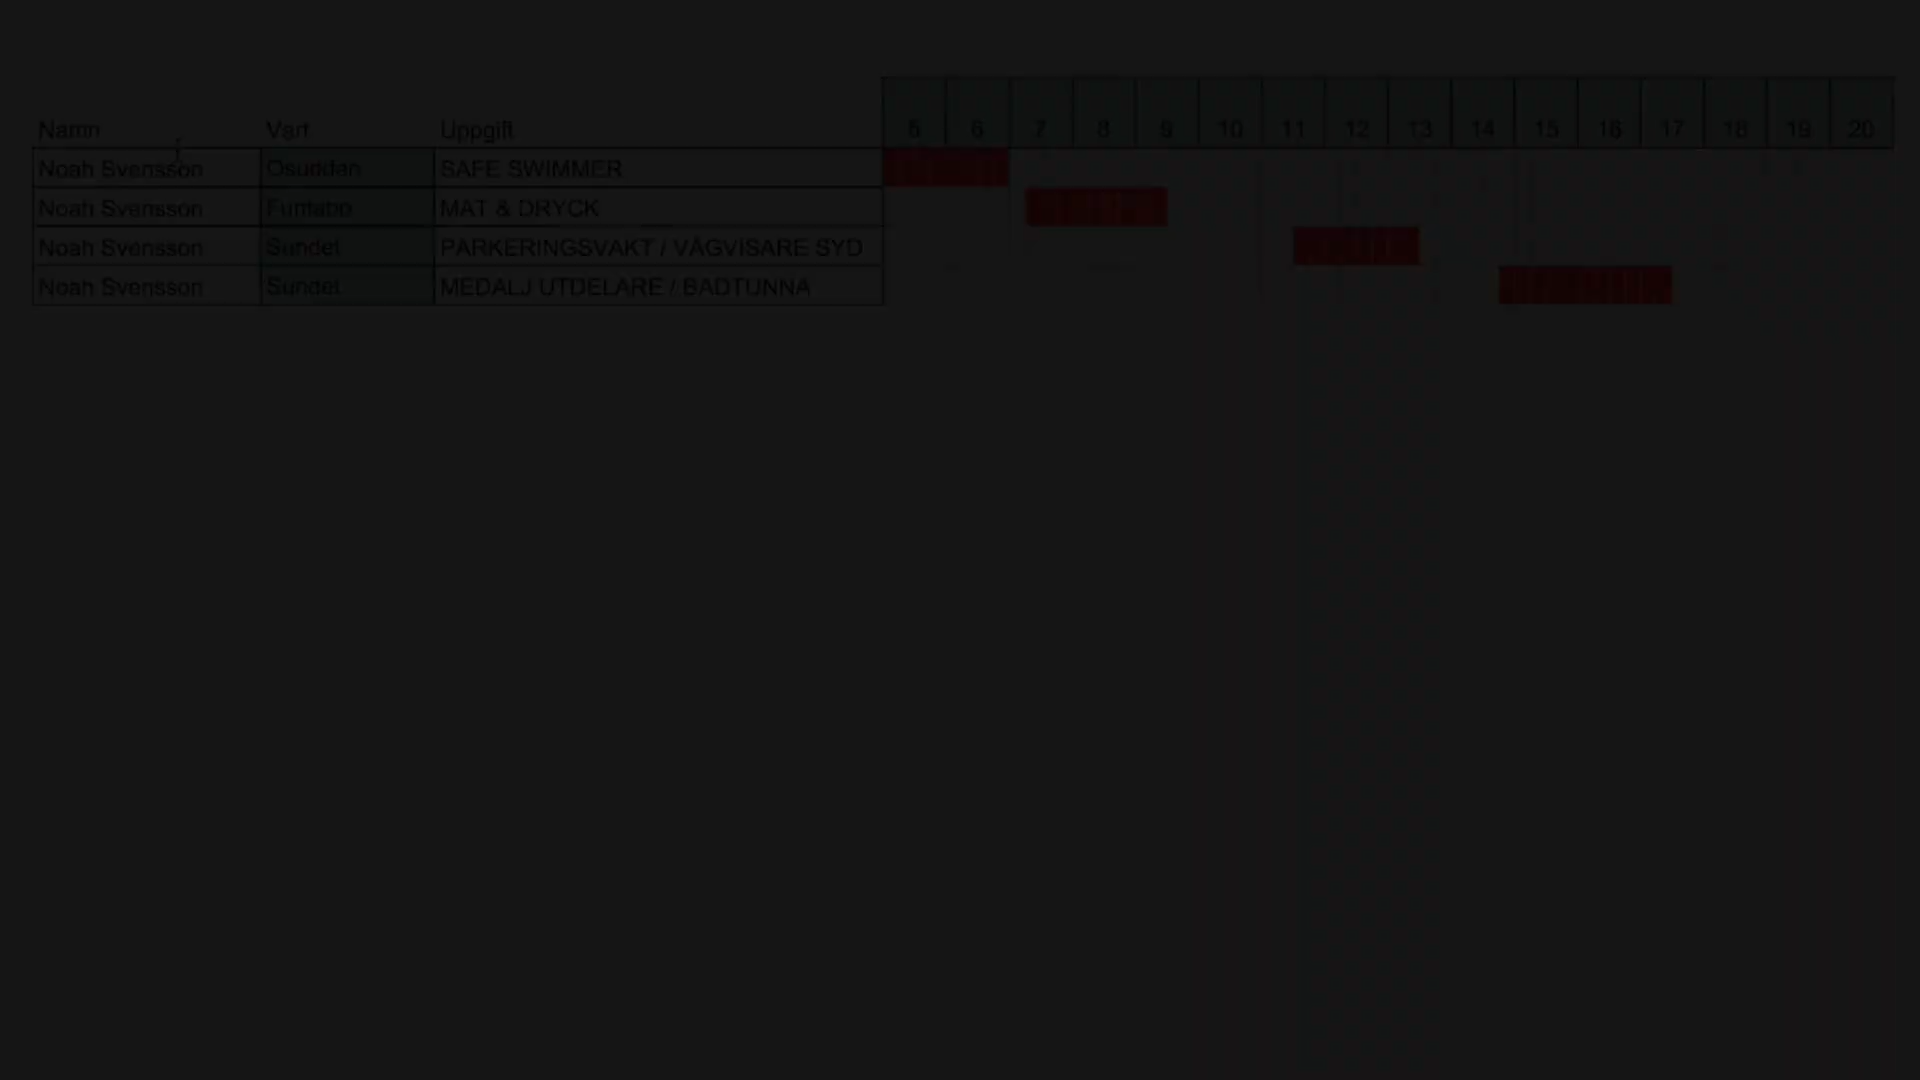 Namn Vart Uppgift 5 6 7 8 9 10 11 12 13 14 15 16 17 18 19 20
Noah Svensson Osuddan SAFE SWIMMER
Noah Svensson Funtabo MAT & DRYCK
Noah Svensson Sundet PARKERINGSVAKT / VÄGVISARE SYD
Noah Svensson Sundet MEDALJ UTDELARE / BADTUNNA